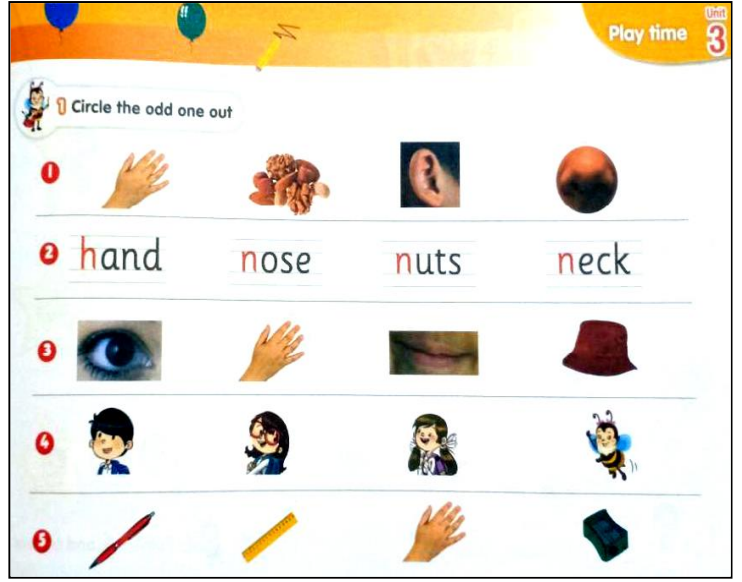 Unit
Play time 3
1 Circle the odd one out
1
2 hand nose nuts neck
3
4
5